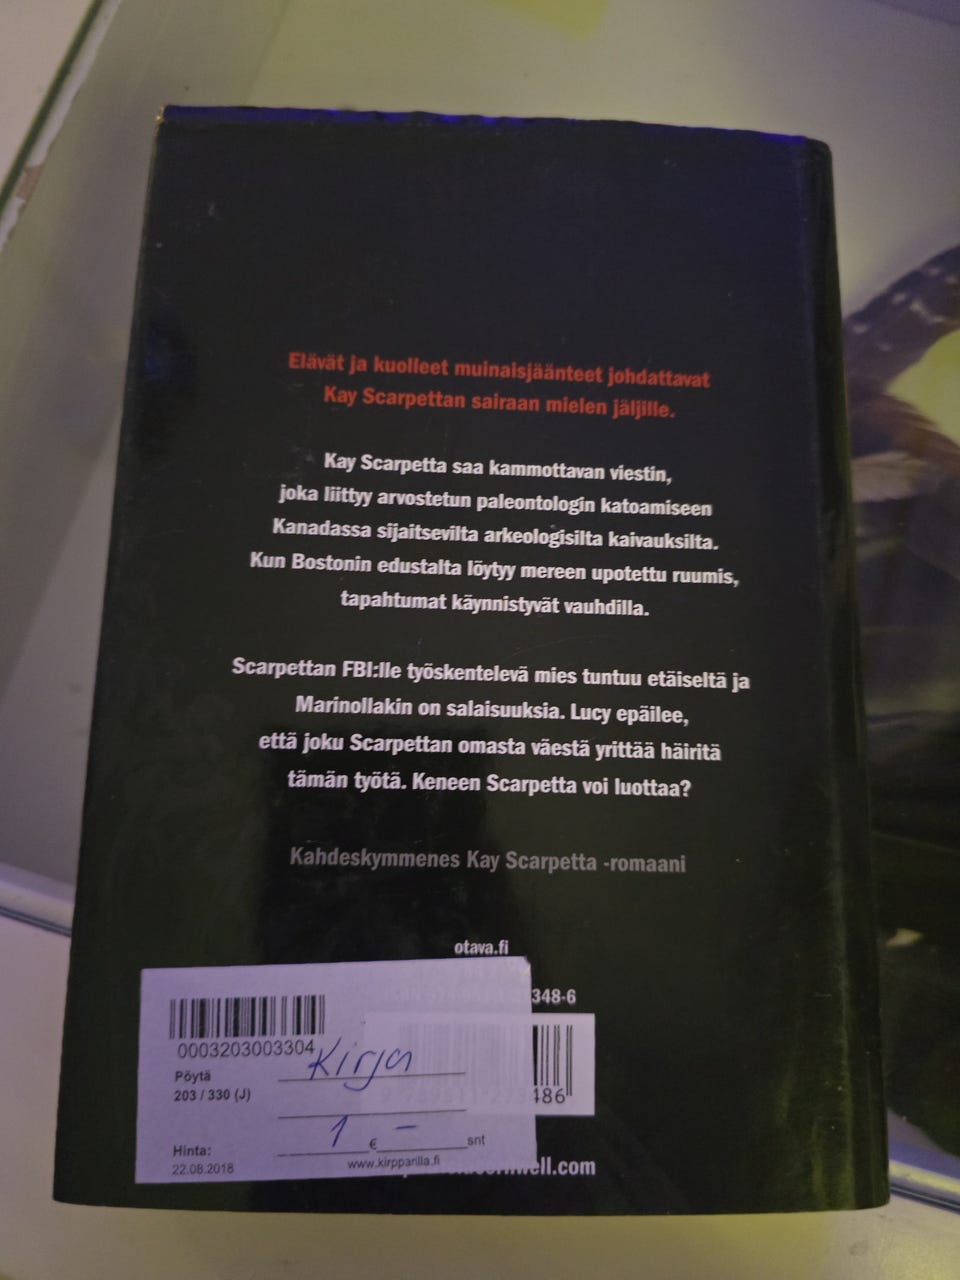 Elävät ja kuolleet muinaisjäänteet johdattavat
Kay Scarpettan sairaan mielen jäljille.
Kay Scarpetta saa kammottavan viestin,
joka liittyy arvostetun paleontologin katoamiseen
Kanadassa sijaitsevilta arkeologisilta kaivauksilta.
Kun Bostonin edustalta löytyy mereen upotettu ruumis,
tapahtumat käynnistyvät vauhdilla.
Scarpettan FBI:lle työskentelevä mies tuntuu etäiseltä ja
Marinollakin on salaisuuksia. Lucy epäilee,
että joku Scarpettan omasta väestä yrittää häiritä
tämän työtä. Keneen Scarpetta voi luottaa?
Kahdeskymmenes Kay Scarpetta -romaani
otava.fi
348-6
0003203003304
Kirja
Pöytä
203 / 330 (J)
486
1 € – snt
Hinta:
22.08.2018
www.kirpparilla.fi
well.com